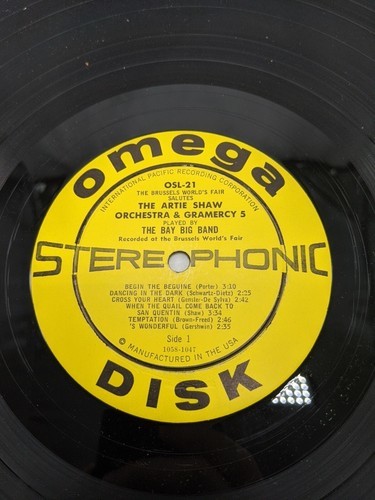 omega
INTERNATIONAL PACIFIC RECORDING CORPORATION
OSL-21
THE BRUSSELS WORLD'S FAIR
SALUTES
THE ARTIE SHAW
ORCHESTRA & GRAMERCY 5
PLAYED BY
THE BAY BIG BAND
Recorded at the Brussels World's Fair
STEREOPHONIC
BEGIN THE BEGUINE (Porter) 3:10
DANCING IN THE DARK (Schwartz-Dietz) 2:55
CROSS YOUR HEART (Gensler-De Sylva) 2:42
WHEN THE QUAIL COME BACK TO
SAN QUENTIN (Shaw) 3:34
TEMPTATION (Brown-Freed) 2:46
'S WONDERFUL (Gershwin) 2:35
Side 1
1058-1047
© MANUFACTURED IN THE USA
DISK